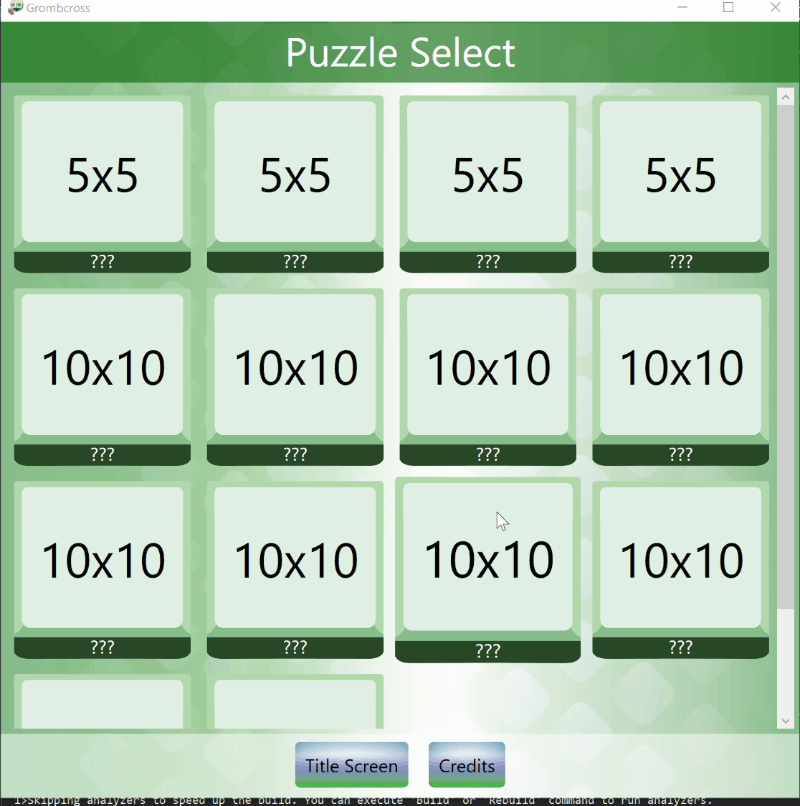 Grombcross
Puzzle Select
5x5 5x5 5x5 5x5
??? ??? ??? ???
10x10 10x10 10x10 10x10
??? ??? ??? ???
10x10 10x10 10x10 10x10
??? ??? ??? ???
Title Screen Credits
1>Skipping analyzers to speed up the build. You can execute 'Build' or 'Rebuild' command to run analyzers.